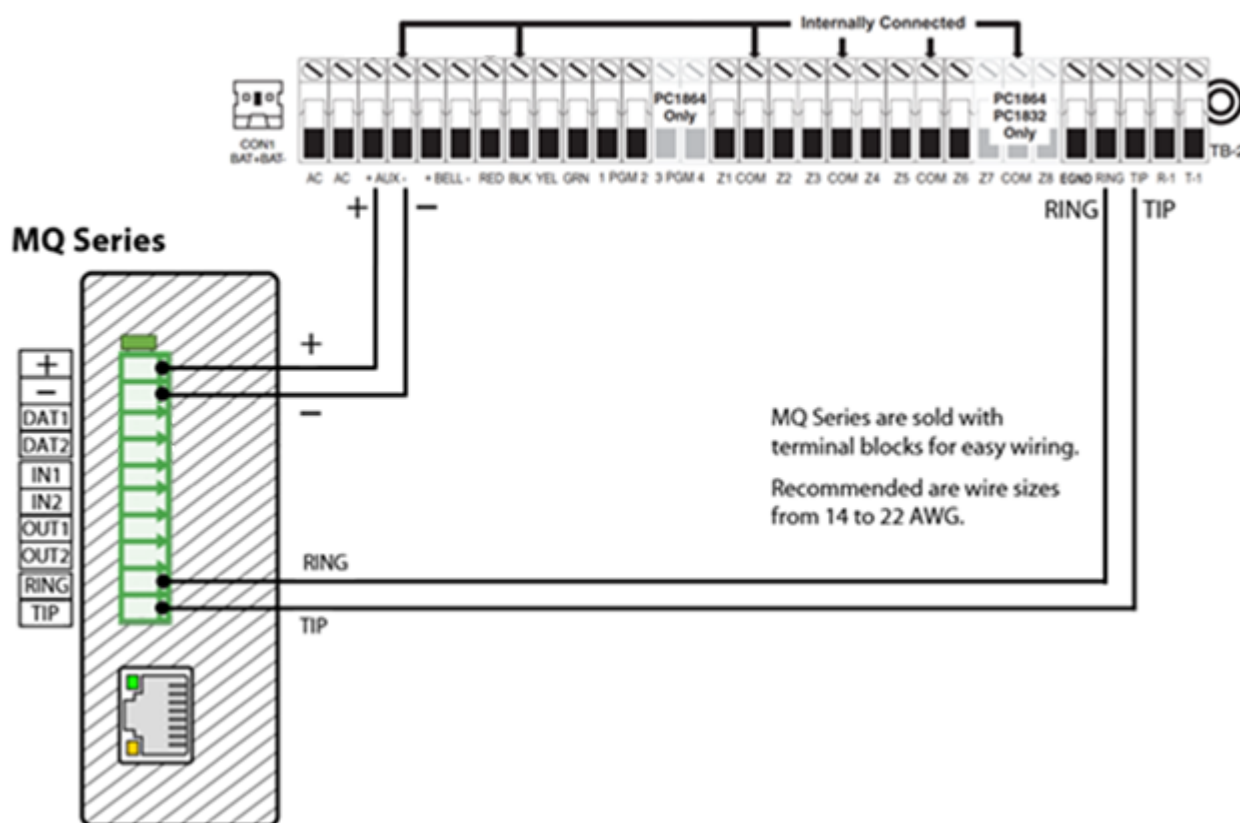 Internally Connected
PC1864
Only
PC1864
PC1832
Only
CON1
BAT+BAT-
TB-2
AC AC + AUX - + BELL - RED BLK YEL GRN 1 PGM 2 3 PGM 4 Z1 COM Z2 Z3 COM Z4 Z5 COM Z6 Z7 COM Z8 EGND RING TIP R-1 T-1
+ − RING TIP
MQ Series
+
−
DAT1
DAT2
IN1
IN2
OUT1
OUT2
RING
TIP
+
−
MQ Series are sold with
terminal blocks for easy wiring.
Recommended are wire sizes
from 14 to 22 AWG.
RING
TIP